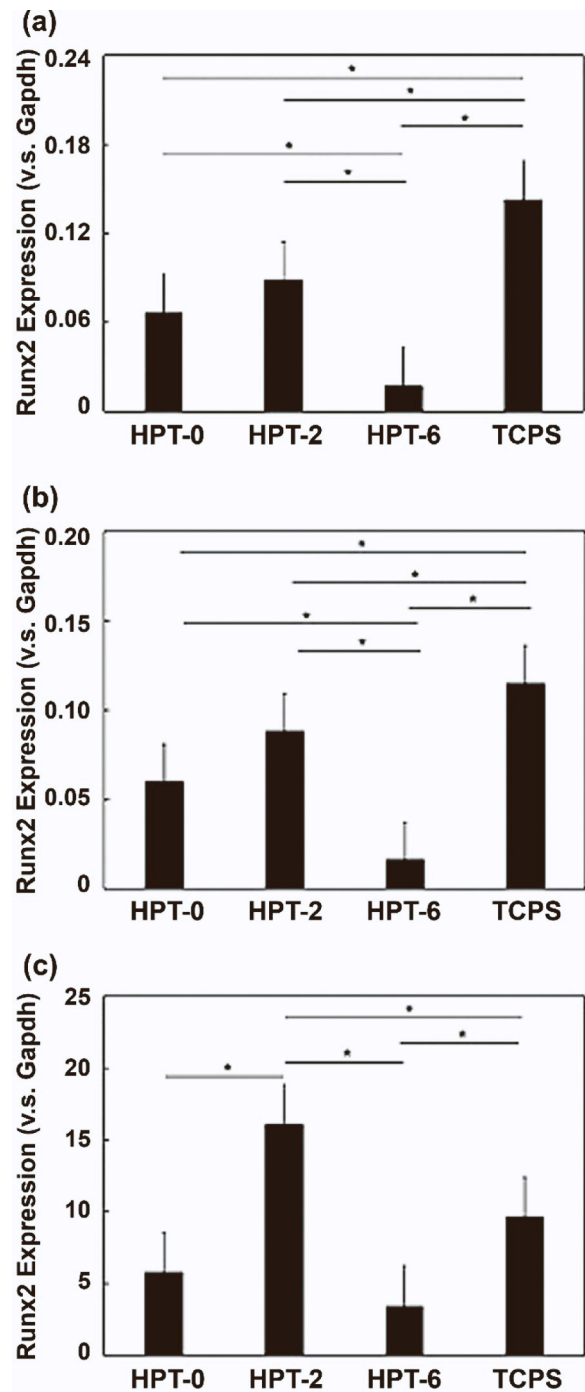 (a)
Runx2 Expression (v.s. Gapdh)
0.24
0.18
0.12
0.06
0
* * * * *
HPT-0 HPT-2 HPT-6 TCPS
(b)
Runx2 Expression (v.s. Gapdh)
0.20
0.15
0.10
0.05
0
* * * * *
HPT-0 HPT-2 HPT-6 TCPS
(c)
Runx2 Expression (v.s. Gapdh)
25
20
15
10
5
0
* * * *
HPT-0 HPT-2 HPT-6 TCPS